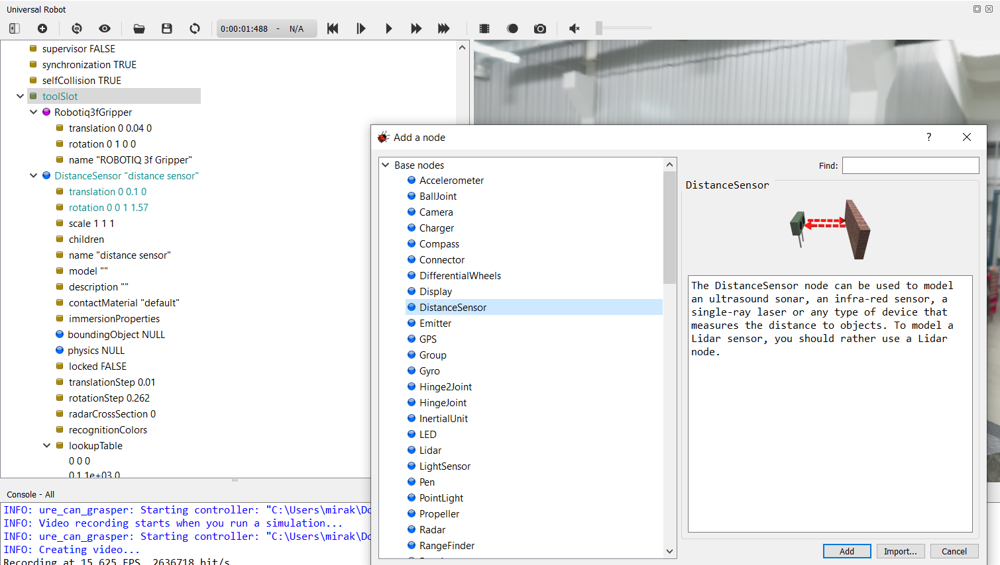 Universal Robot
0:00:01:488 - N/A
supervisor FALSE
synchronization TRUE
selfCollision TRUE
toolSlot
Robotiq3fGripper
translation 0 0.04 0
rotation 0 1 0 0
name "ROBOTIQ 3f Gripper"
DistanceSensor "distance sensor"
translation 0 0.1 0
rotation 0 0 1 1.57
scale 1 1 1
children
name "distance sensor"
model ""
description ""
contactMaterial "default"
immersionProperties
boundingObject NULL
physics NULL
locked FALSE
translationStep 0.01
rotationStep 0.262
radarCrossSection 0
recognitionColors
lookupTable
0 0 0
0.1 1e+03 0
Console - All
INFO: ure_can_grasper: Starting controller: "C:\Users\mirak\Do
INFO: Video recording starts when you run a simulation...
INFO: ure_can_grasper: Starting controller: "C:\Users\mirak\Do
INFO: Creating video...
Recording at 15.625 FPS, 2636718 bit/s.
Add a node
?
Base nodes
Accelerometer
BallJoint
Camera
Charger
Compass
Connector
DifferentialWheels
Display
DistanceSensor
Emitter
GPS
Group
Gyro
Hinge2Joint
HingeJoint
InertialUnit
LED
Lidar
LightSensor
Pen
PointLight
Propeller
Radar
RangeFinder
Find:
DistanceSensor
The DistanceSensor node can be used to model
an ultrasound sonar, an infra-red sensor, a
single-ray laser or any type of device that
measures the distance to objects. To model a
Lidar sensor, you should rather use a Lidar
node.
Add
Import...
Cancel